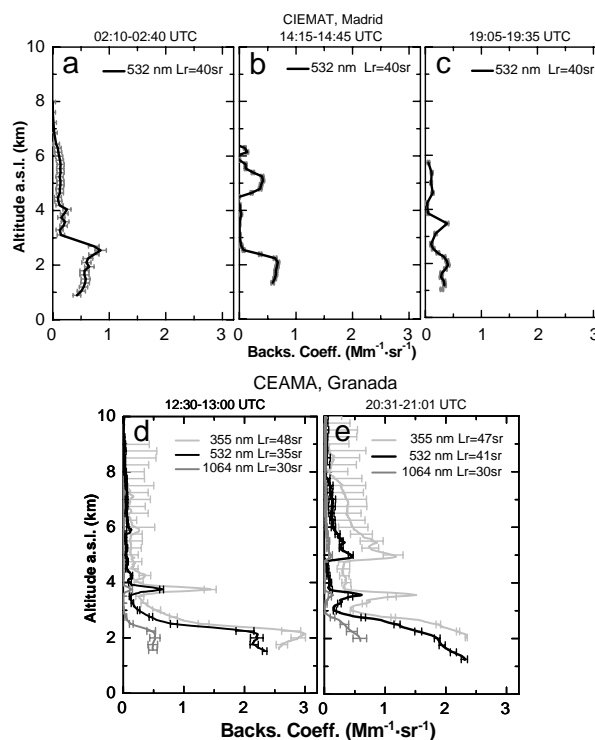 CIEMAT, Madrid
02:10-02:40 UTC
14:15-14:45 UTC
19:05-19:35 UTC
a
532 nm Lr=40sr
b
532 nm Lr=40sr
c
532 nm Lr=40sr
Altitude a.s.l. (km)
10
8
6
4
2
0
0 1 2 3
0 1 2 3
0 1 2 3
Backs. Coeff. (Mm⁻¹·sr⁻¹)
CEAMA, Granada
12:30-13:00 UTC
20:31-21:01 UTC
d
355 nm Lr=48sr
532 nm Lr=35sr
1064 nm Lr=30sr
e
355 nm Lr=47sr
532 nm Lr=41sr
1064 nm Lr=30sr
Altitude a.s.l. (km)
10
8
6
4
2
0
0 1 2 3
0 1 2 3
Backs. Coeff. (Mm⁻¹·sr⁻¹)